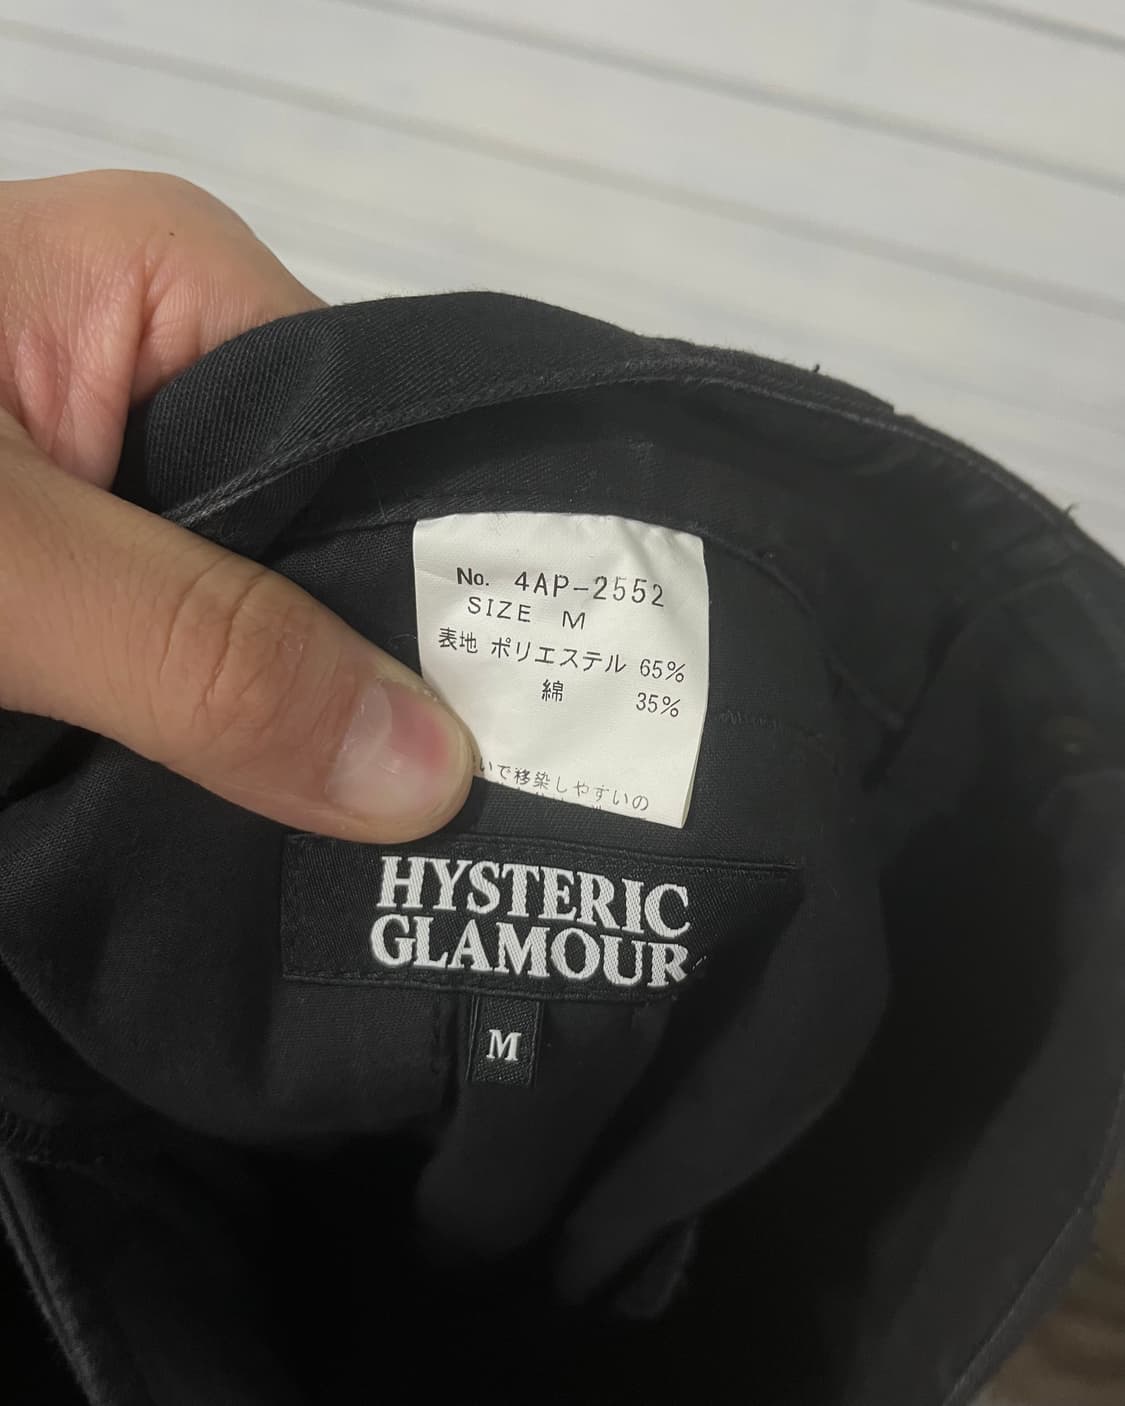 No. 4AP-2552
SIZE M
表地 ポリエステル 65%
綿 35%
いで移染しやすいの
HYSTERIC
GLAMOUR
M